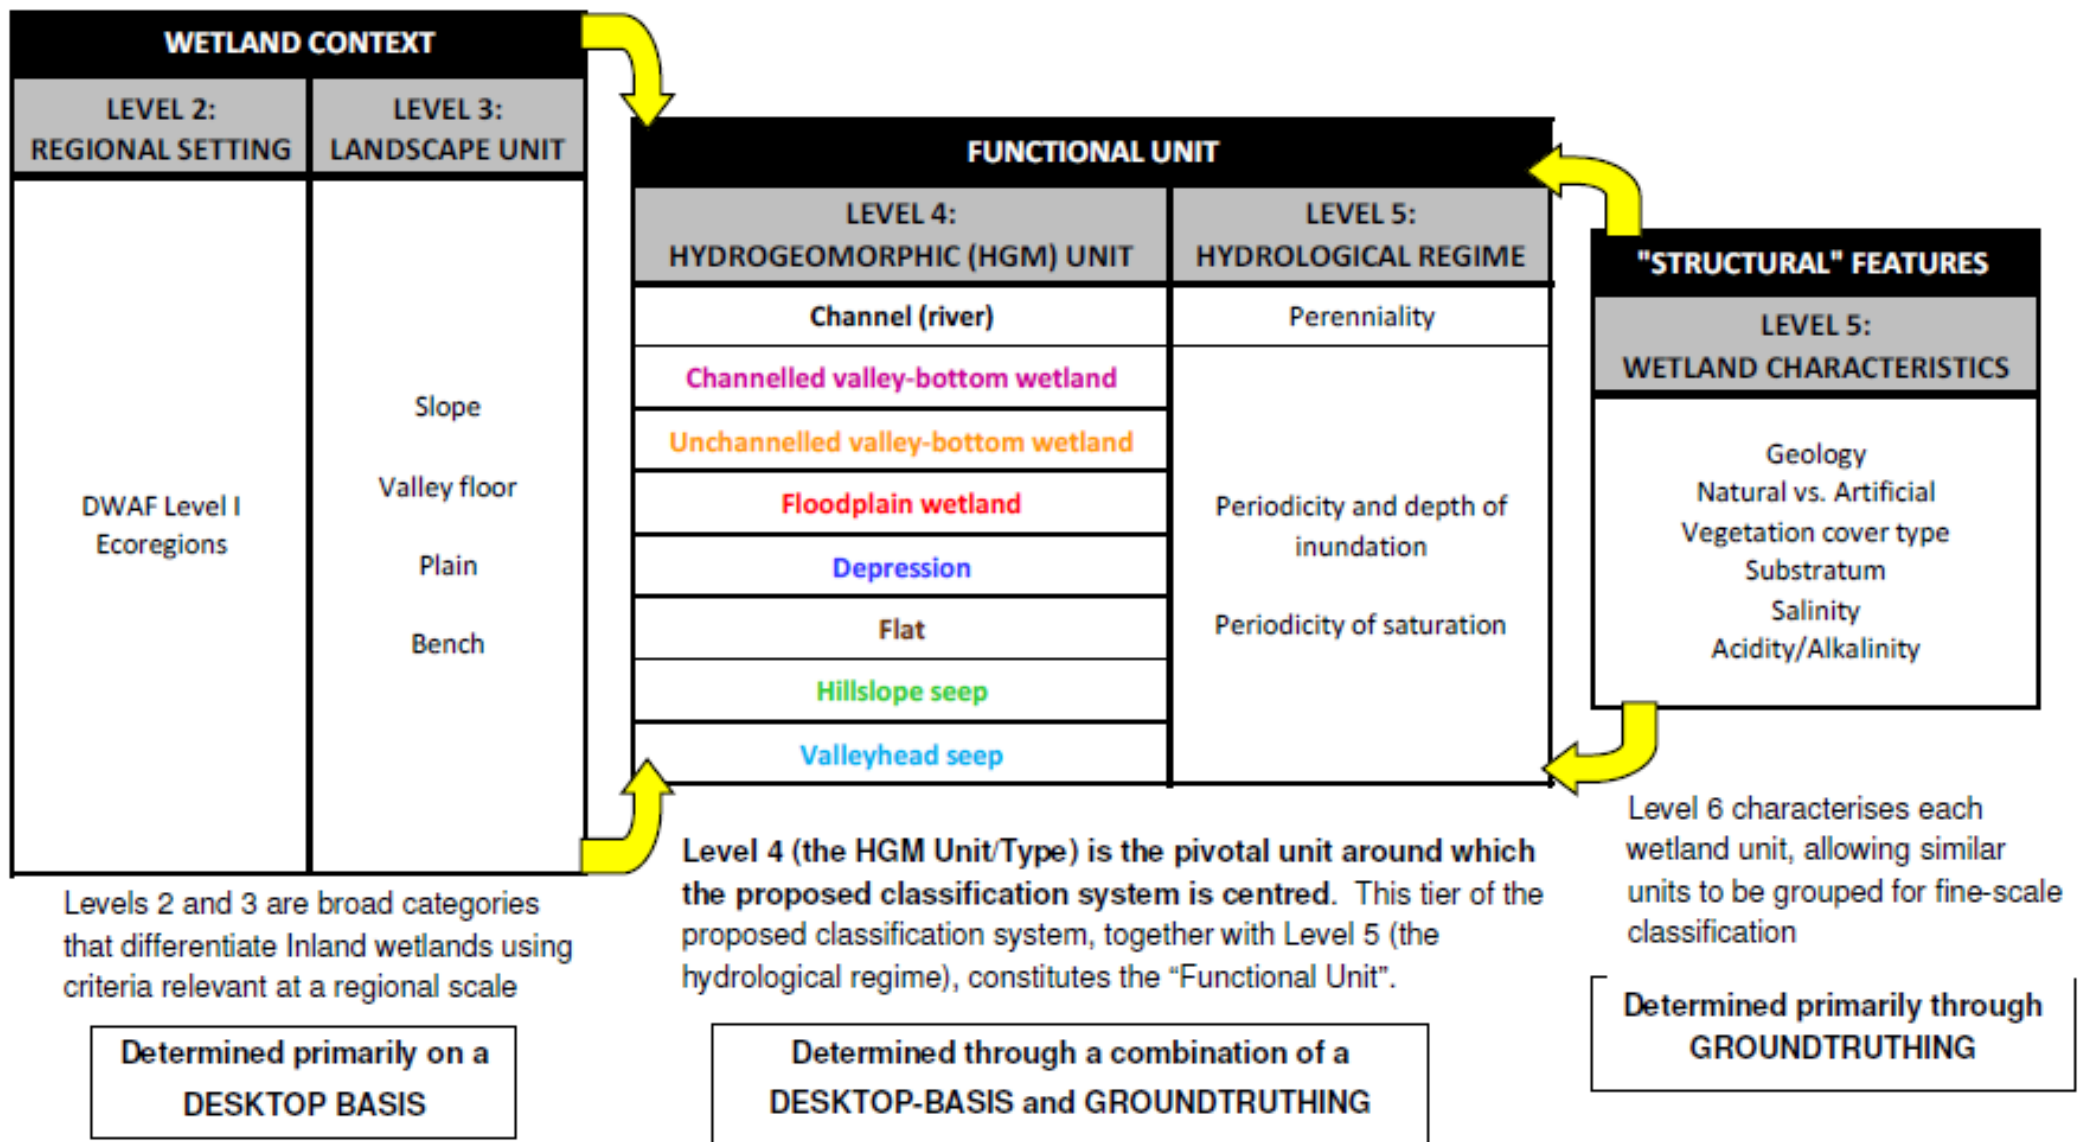 WETLAND CONTEXT
LEVEL 2:
REGIONAL SETTING
LEVEL 3:
LANDSCAPE UNIT
DWAF Level I
Ecoregions
Slope
Valley floor
Plain
Bench
Levels 2 and 3 are broad categories
that differentiate Inland wetlands using
criteria relevant at a regional scale
Determined primarily on a
DESKTOP BASIS
FUNCTIONAL UNIT
LEVEL 4:
HYDROGEOMORPHIC (HGM) UNIT
LEVEL 5:
HYDROLOGICAL REGIME
Channel (river)
Perenniality
Channelled valley-bottom wetland
Unchannelled valley-bottom wetland
Floodplain wetland
Depression
Flat
Hillslope seep
Valleyhead seep
Periodicity and depth of
inundation
Periodicity of saturation
Level 4 (the HGM Unit/Type) is the pivotal unit around which
the proposed classification system is centred. This tier of the
proposed classification system, together with Level 5 (the
hydrological regime), constitutes the “Functional Unit”.
Determined through a combination of a
DESKTOP-BASIS and GROUNDTRUTHING
"STRUCTURAL" FEATURES
LEVEL 5:
WETLAND CHARACTERISTICS
Geology
Natural vs. Artificial
Vegetation cover type
Substratum
Salinity
Acidity/Alkalinity
Level 6 characterises each
wetland unit, allowing similar
units to be grouped for fine-scale
classification
Determined primarily through
GROUNDTRUTHING